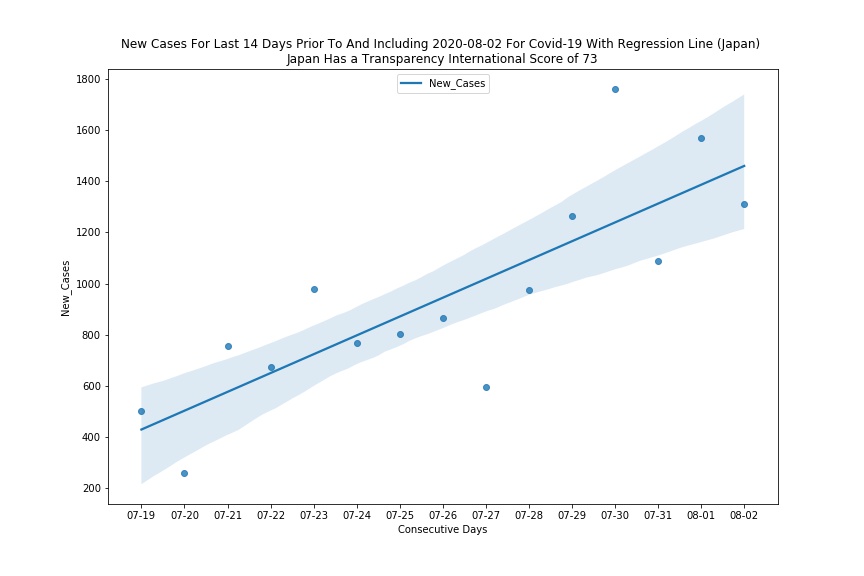 New Cases For Last 14 Days Prior To And Including 2020-08-02 For Covid-19 With Regression Line (Japan)
Japan Has a Transparency International Score of 73
New_Cases
1800
1600
1400
1200
1000
800
600
400
200
New_Cases
07-19 07-20 07-21 07-22 07-23 07-24 07-25 07-26 07-27 07-28 07-29 07-30 07-31 08-01 08-02
Consecutive Days